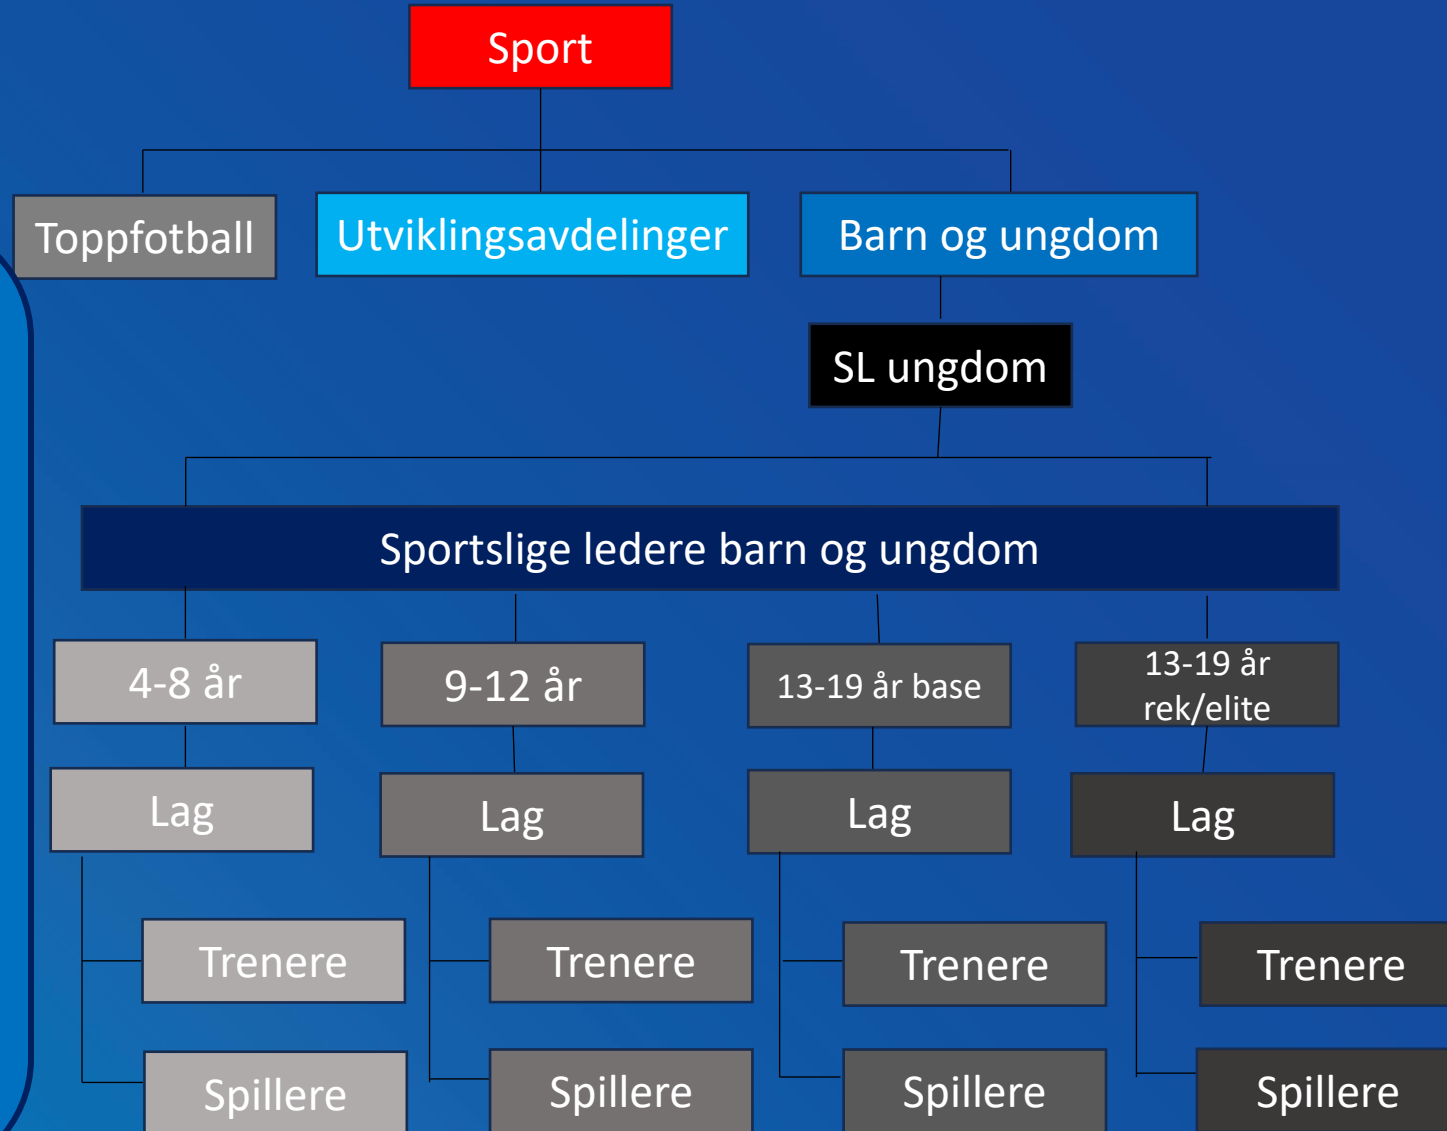 Sport
Toppfotball
Utviklingsavdelinger
Barn og ungdom
SL ungdom
Sportslige ledere barn og ungdom
4-8 år
9-12 år
13-19 år base
13-19 år
rek/elite
Lag
Lag
Lag
Lag
Trenere
Trenere
Trenere
Trenere
Spillere
Spillere
Spillere
Spillere